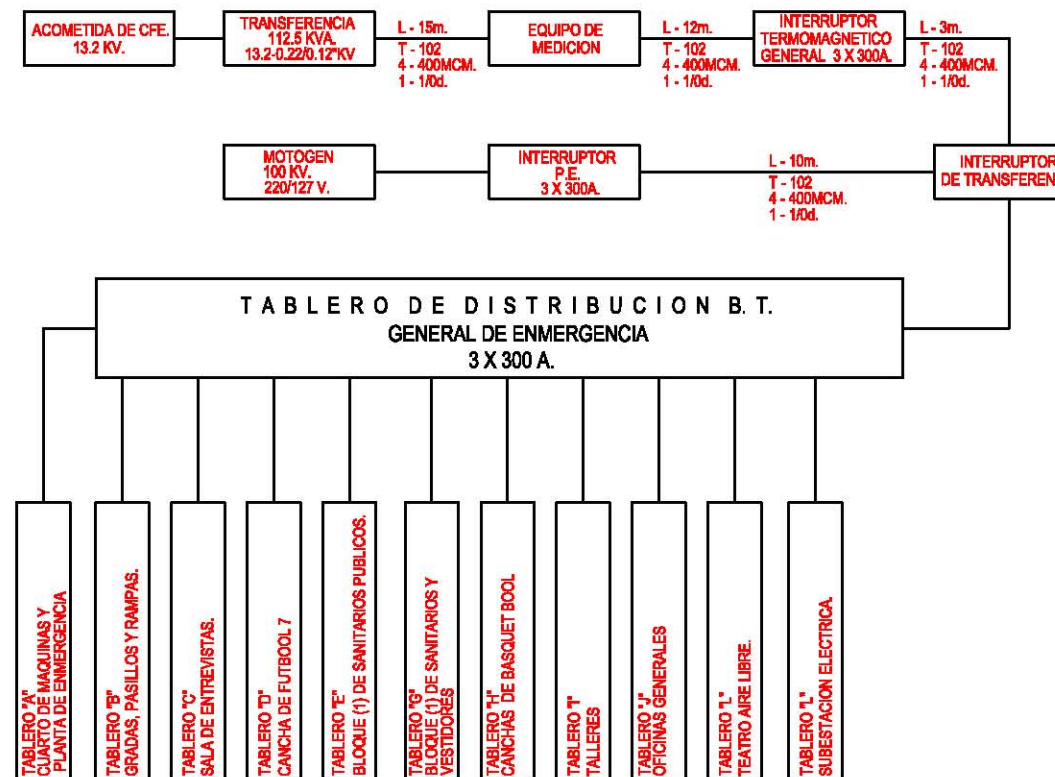 ACOMETIDA DE CFE.
13.2 KV.
TRANSFERENCIA
112.5 KVA.
13.2-0.22/0.12"KV
L - 15m.
T - 102
4 - 400MCM.
1 - 1/0d.
EQUIPO DE
MEDICION
L - 12m.
T - 102
4 - 400MCM.
1 - 1/0d.
INTERRUPTOR
TERMOMAGNETICO
GENERAL 3 X 300A.
L - 3m.
T - 102
4 - 400MCM.
1 - 1/0d.
MOTOGEN
100 KV.
220/127 V.
INTERRUPTOR
P.E.
3 X 300A.
L - 10m.
T - 102
4 - 400MCM.
1 - 1/0d.
INTERRUPTOR
DE TRANSFEREN
TABLERO DE DISTRIBUCION B. T.
GENERAL DE ENMERGENCIA
3 X 300 A.
TABLERO "A"
CUARTO DE MAQUINAS Y
PLANTA DE ENMERGENCIA
TABLERO "B"
GRADAS, PASILLOS Y RAMPAS.
TABLERO "C"
SALA DE ENTREVISTAS.
TABLERO "D"
CANCHA DE FUTBOOL 7
TABLERO "E"
BLOQUE (1) DE SANITARIOS PUBLICOS.
TABLERO "G"
BLOQUE (1) DE SANITARIOS Y
VESTIDORES
TABLERO "H"
CANCHAS DE BASQUET BOOL
TABLERO "I"
TALLERES
TABLERO "J"
OFICINAS GENERALES
TABLERO "L"
TEATRO AIRE LIBRE.
TABLERO "L"
SUBESTACION ELECTRICA.